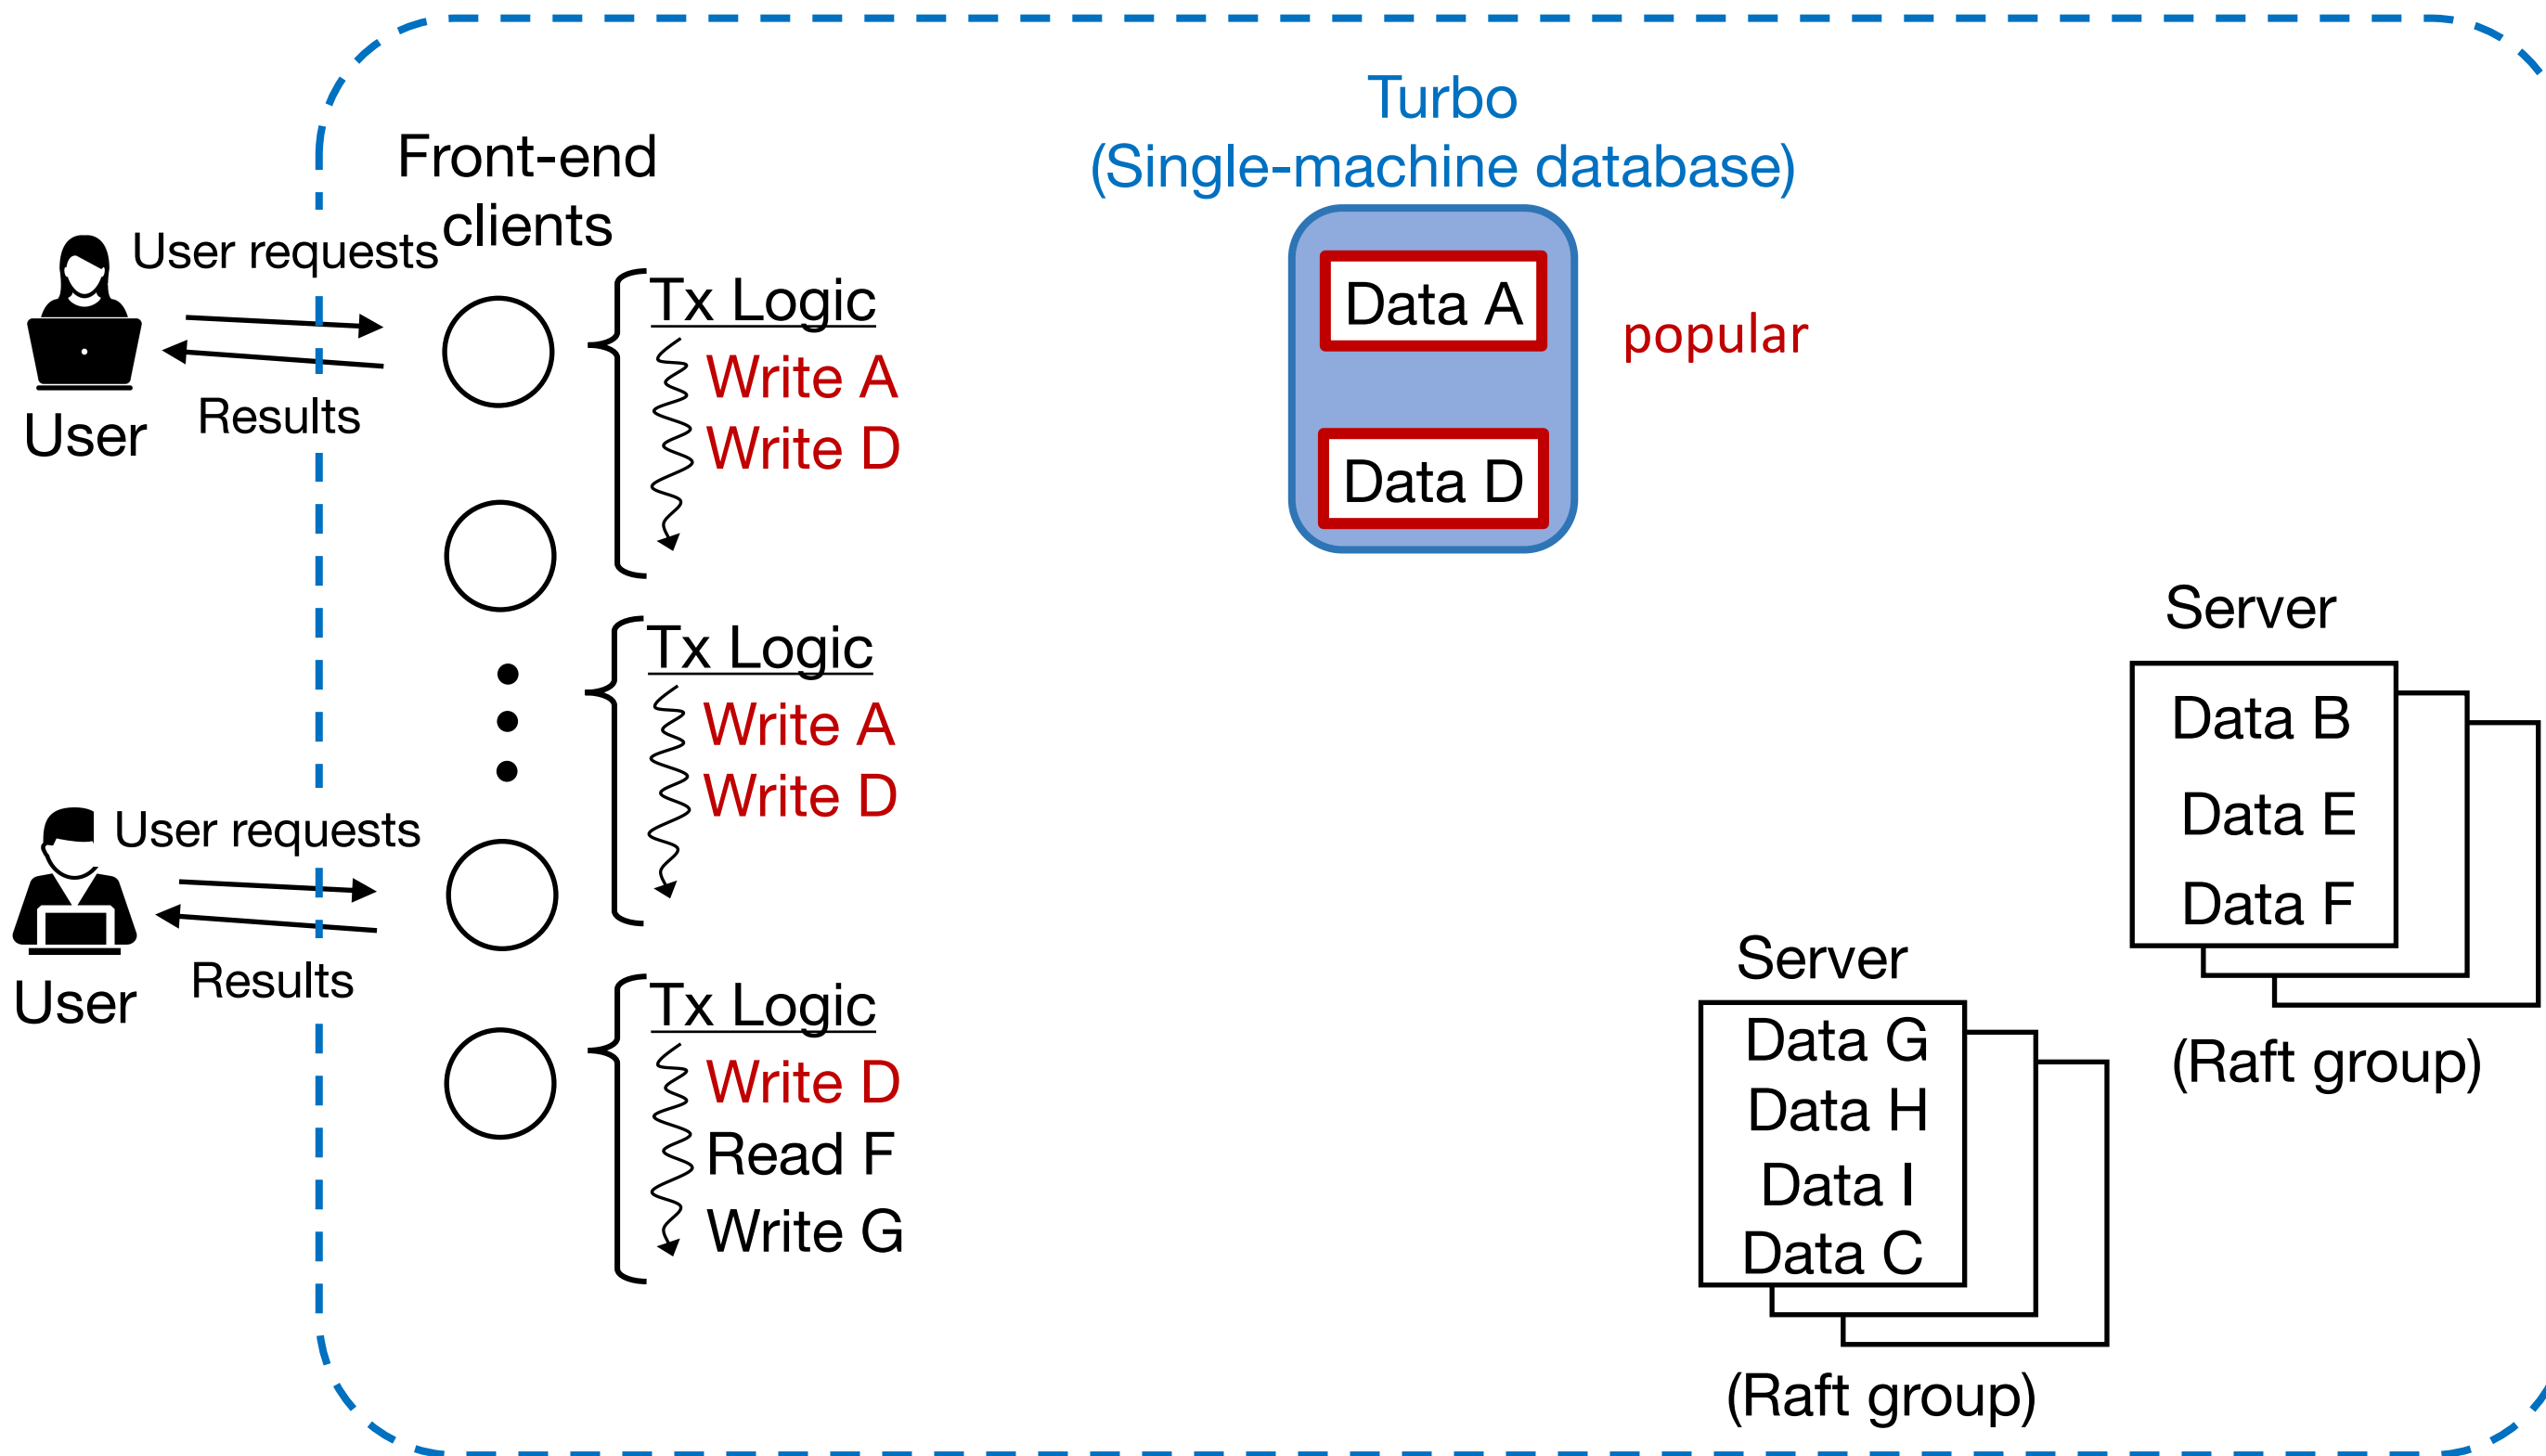 Turbo
(Single-machine database)
Front-end
clients
User requests
Results
User
Tx Logic
Write A
Write D
Data A
popular
Data D
Tx Logic
Write A
Write D
User requests
Results
User
Tx Logic
Write D
Read F
Write G
Server
Data B
Data E
Data F
(Raft group)
Server
Data G
Data H
Data I
Data C
(Raft group)